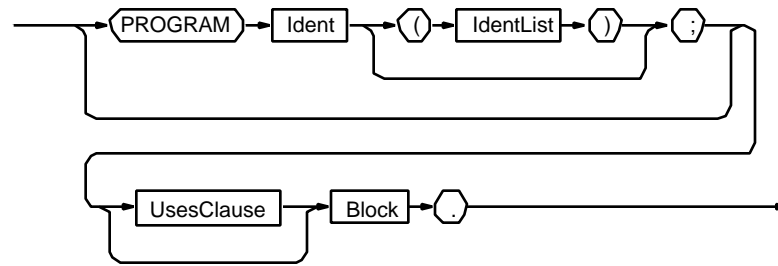 PROGRAM Ident ( IdentList ) ;
UsesClause Block .